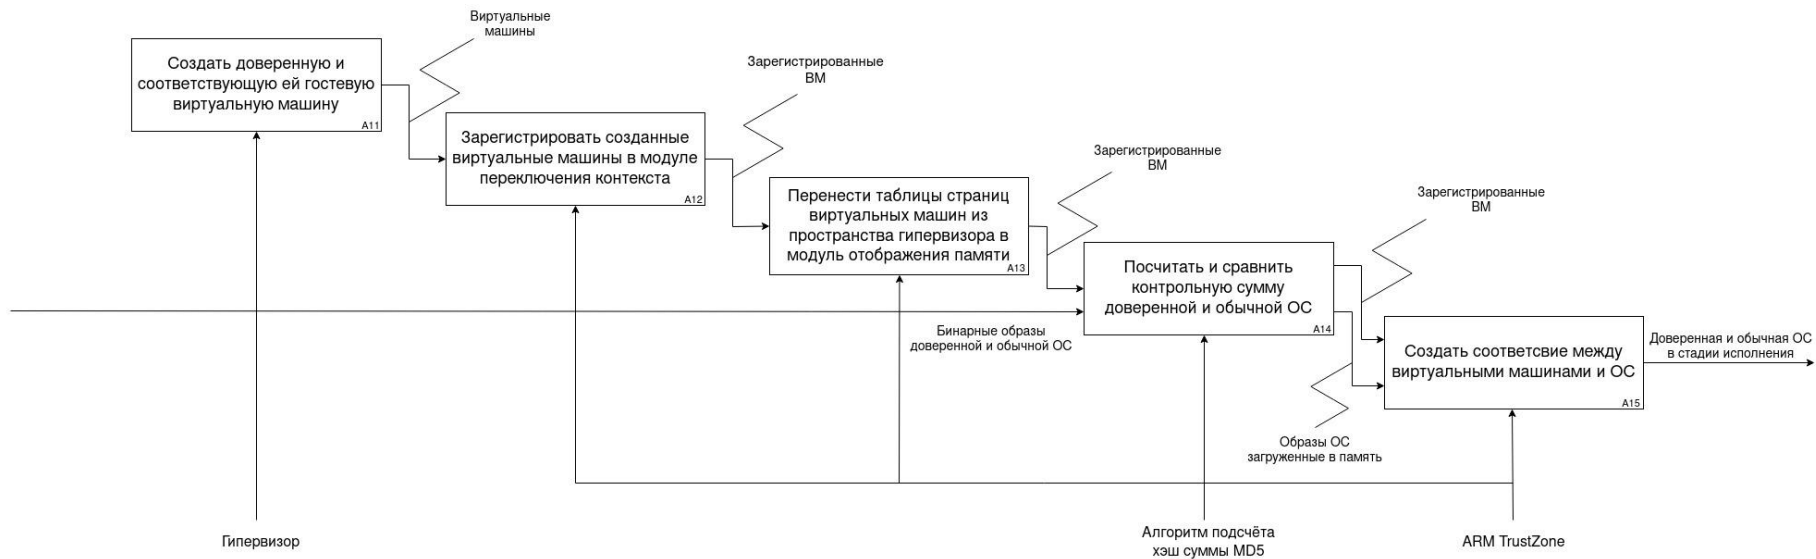 Виртуальные
машины
Создать доверенную и
соответствующую ей гостевую
виртуальную машину
A11
Зарегистрированные
ВМ
Зарегистрировать созданные
виртуальные машины в модуле
переключения контекста
A12
Зарегистрированные
ВМ
Перенести таблицы страниц
виртуальных машин из
пространства гипервизора в
модуль отображения памяти
A13
Зарегистрированные
ВМ
Посчитать и сравнить
контрольную сумму
доверенной и обычной ОС
A14
Бинарные образы
доверенной и обычной ОС
Создать соответсвие между
виртуальными машинами и ОС
A15
Доверенная и обычная ОС
в стадии исполнения
Образы ОС
загруженные в память
Гипервизор
Алгоритм подсчёта
хэш суммы MD5
ARM TrustZone